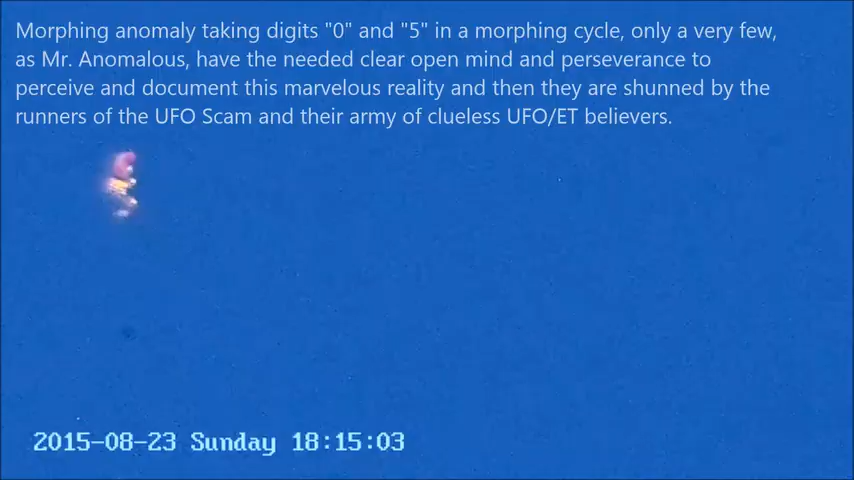 Morphing anomaly taking digits "0" and "5" in a morphing cycle, only a very few,
as Mr. Anomalous, have the needed clear open mind and perseverance to
perceive and document this marvelous reality and then they are shunned by the
runners of the UFO Scam and their army of clueless UFO/ET believers.
2015-08-23 Sunday 18:15:03